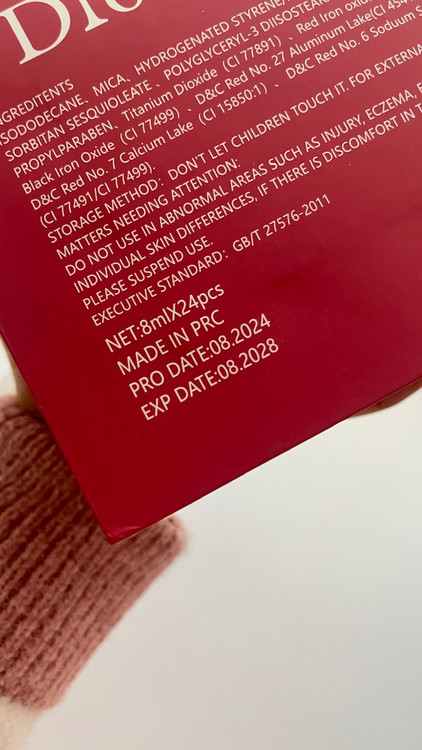 Dio
NGREDITENTS
ISODODECANE、MICA、HYDROGENATED STYRENE/
SORBITAN SESQUIOLEATE 、POLYGLYCERYL-3 DIISOSTEAR
PROPYLPARABEN、Titanium Dioxide（CI 77891）、Red Iron oxid
Black Iron Oxide（CI 77499）、D&C Red No. 27 Aluminum Lake(CI 454
D&C Red No. 7 Calcium Lake（CI 15850:1）、D&C Red No. 6 Soduum S
(CI 77491/CI 77499).
STORAGE METHOD：DON'T LET CHILDREN TOUCH IT. FOR EXTERNA
MATTERS NEEDING ATTENTION:
DO NOT USE IN ABNORMAL AREAS SUCH AS INJURY, ECZEMA, E
INDIVIDUAL SKIN DIFFERENCES, IF THERE IS DISCOMFORT IN T
PLEASE SUSPEND USE.
EXECUTIVE STANDARD：GB/T 27576-2011
NET:8mlX24pcs
MADE IN PRC
PRO DATE:08.2024
EXP DATE:08.2028